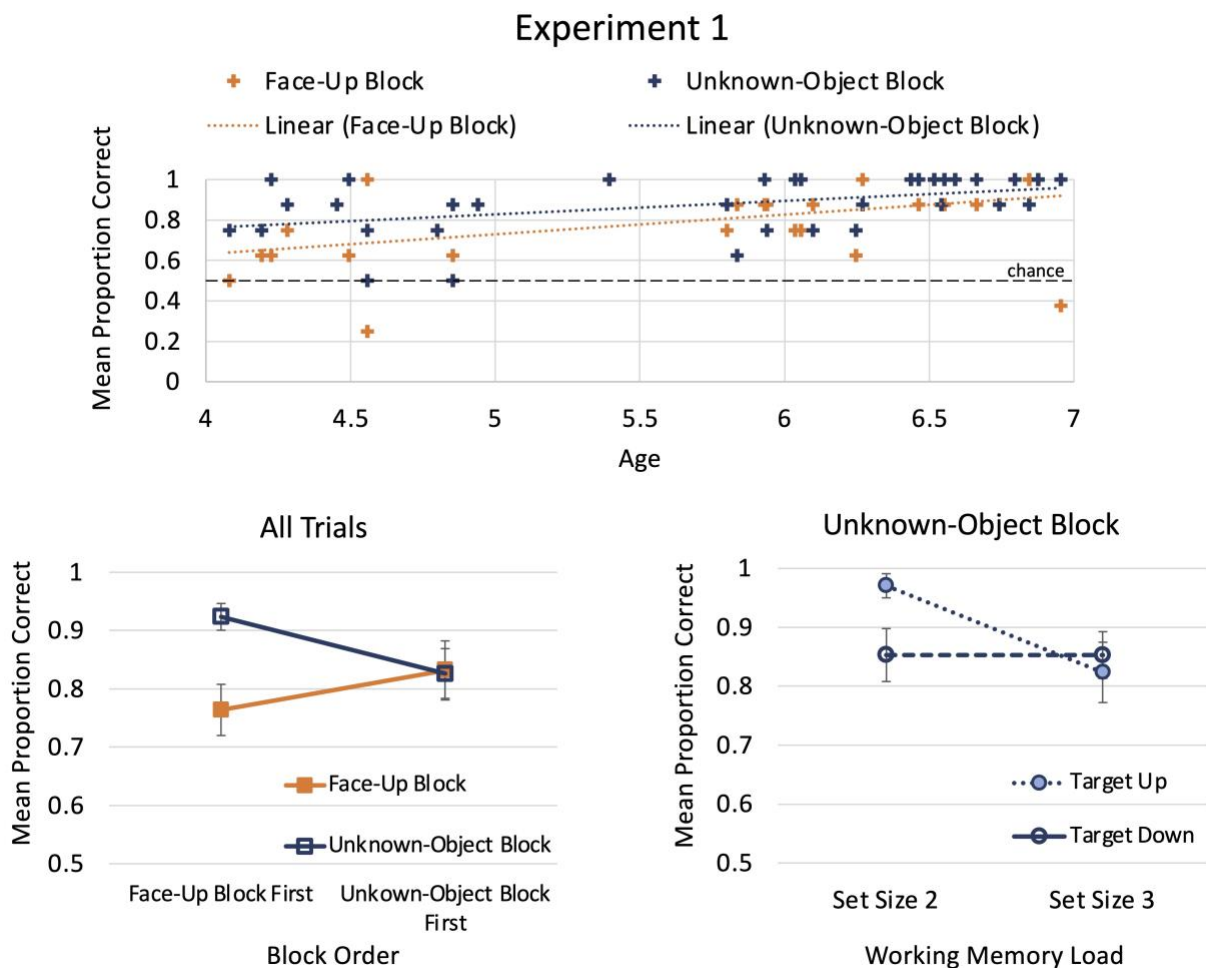 Experiment 1
Face-Up Block
Unknown-Object Block
Linear (Face-Up Block)
Linear (Unknown-Object Block)
Mean Proportion Correct
1
0.8
0.6
0.4
0.2
0
chance
4
4.5
5
5.5
6
6.5
7
Age
All Trials
Mean Proportion Correct
1
0.9
0.8
0.7
0.6
0.5
Face-Up Block
Unknown-Object Block
Face-Up Block First
Unkown-Object Block
First
Block Order
Unknown-Object Block
Mean Proportion Correct
1
0.9
0.8
0.7
0.6
0.5
Target Up
Target Down
Set Size 2
Set Size 3
Working Memory Load